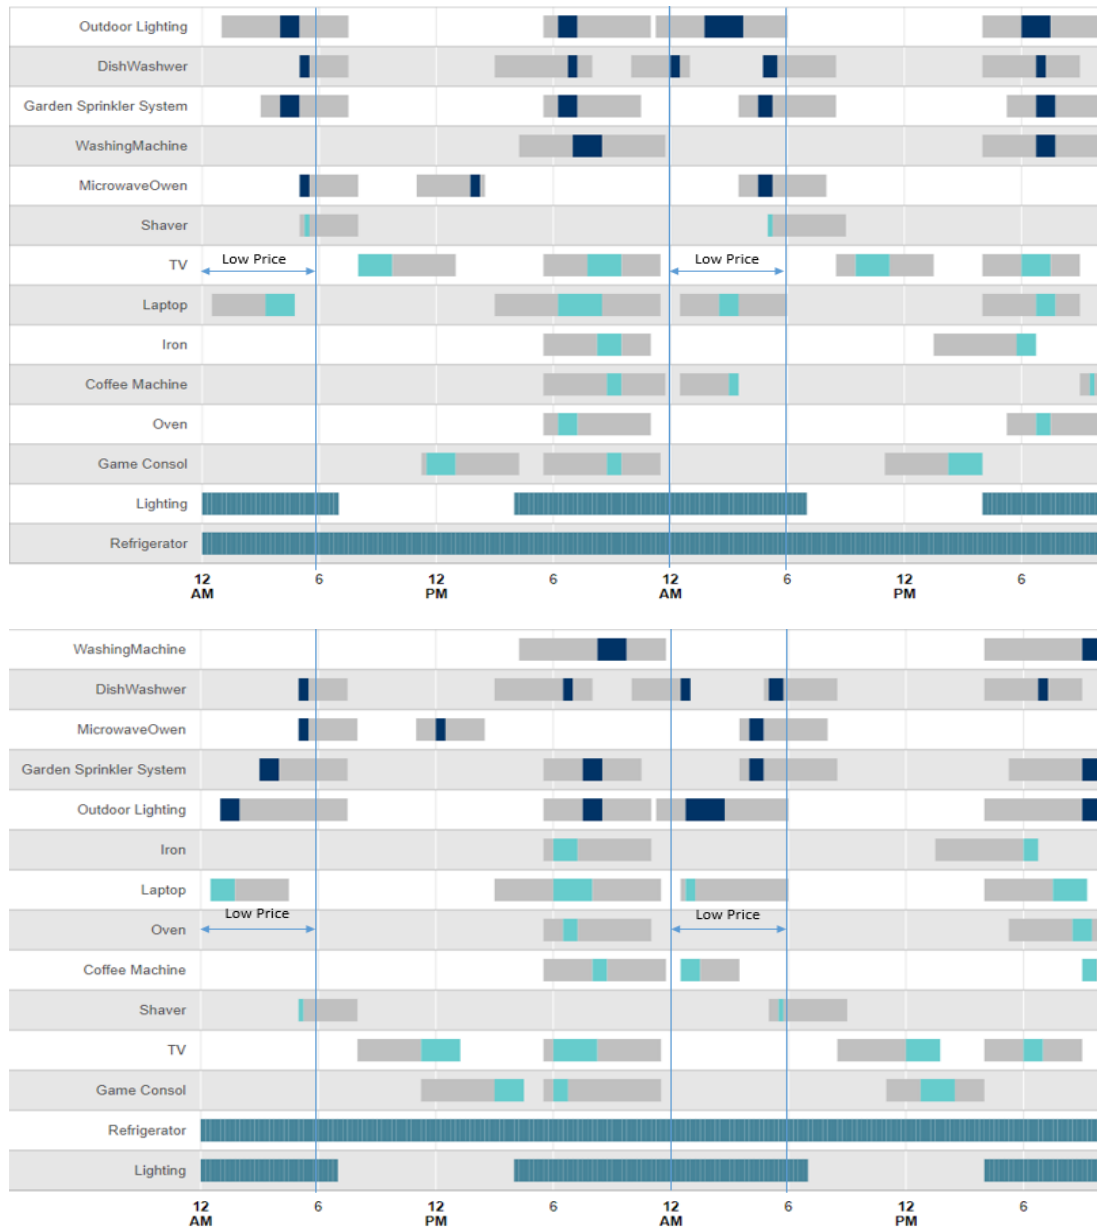 Outdoor Lighting
DishWashwer
Garden Sprinkler System
WashingMachine
MicrowaveOwen
Shaver
TV
Low Price
Low Price
Laptop
Iron
Coffee Machine
Oven
Game Consol
Lighting
Refrigerator
12 6 12 6 12 6 12 6
AM PM AM PM
WashingMachine
DishWashwer
MicrowaveOwen
Garden Sprinkler System
Outdoor Lighting
Iron
Laptop
Low Price
Low Price
Oven
Coffee Machine
Shaver
TV
Game Consol
Refrigerator
Lighting
12 6 12 6 12 6 12 6
AM PM AM PM